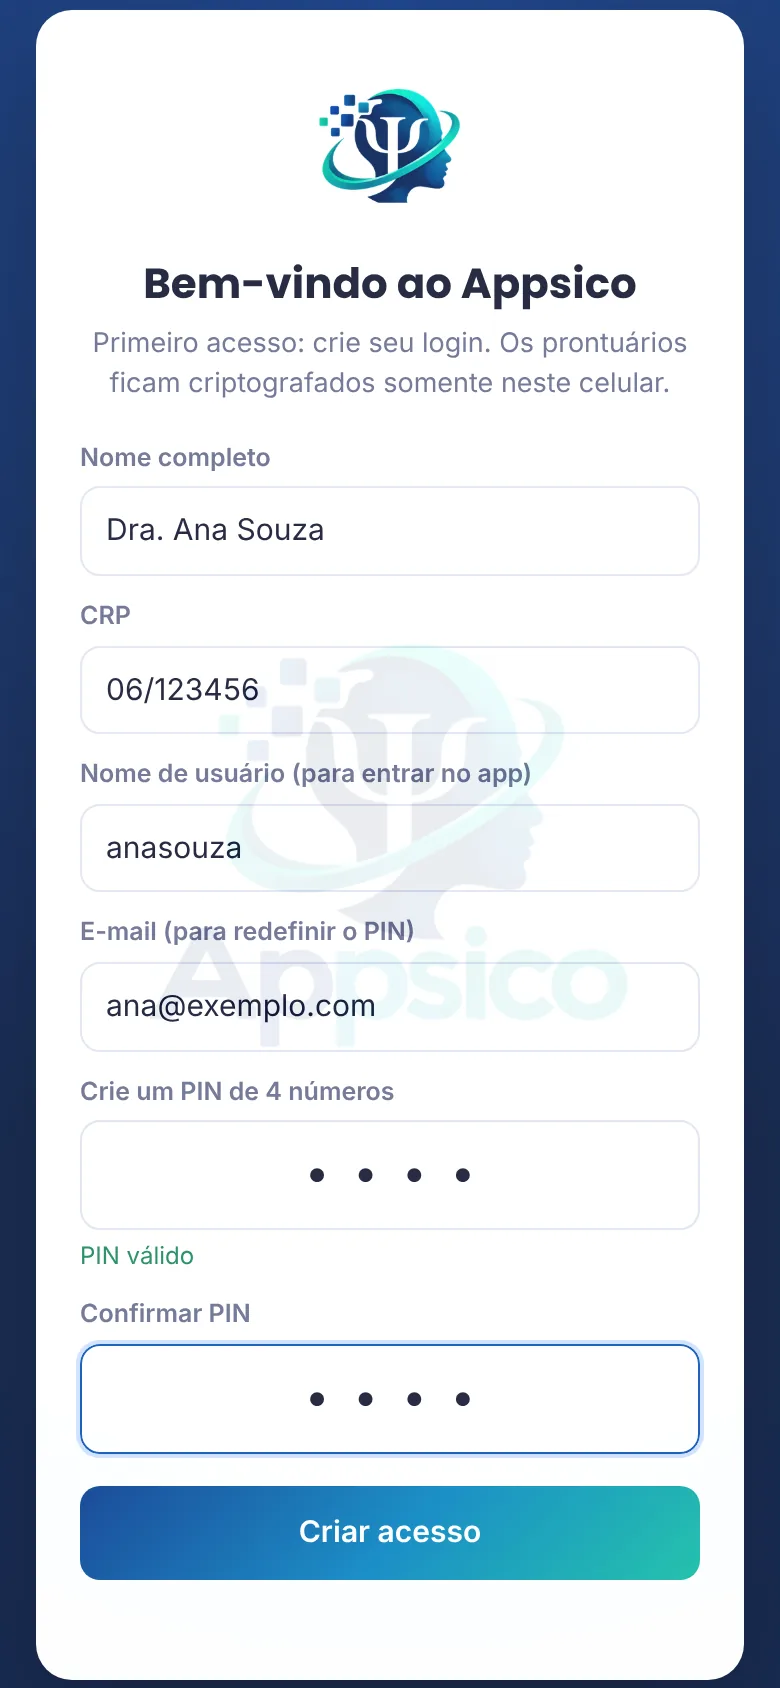 Bem-vindo ao Appsico
Primeiro acesso: crie seu login. Os prontuários
ficam criptografados somente neste celular.
Nome completo
Dra. Ana Souza
CRP
06/123456
Nome de usuário (para entrar no app)
anasouza
E-mail (para redefinir o PIN)
Appsico
ana@exemplo.com
Crie um PIN de 4 números
PIN válido
Confirmar PIN
Criar acesso